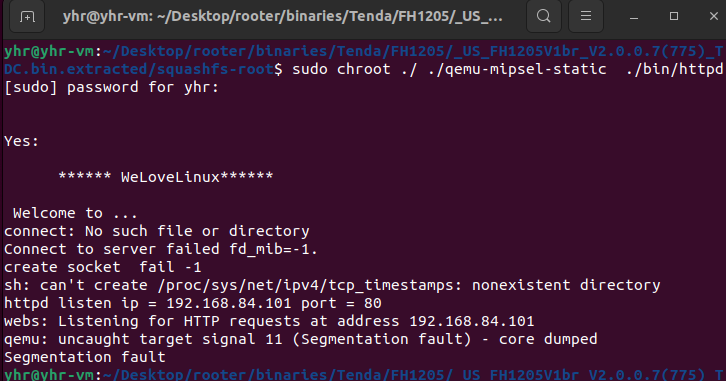 yhr@yhr-vm: ~/Desktop/rooter/binaries/Tenda/FH1205/_US_...
yhr@yhr-vm:~/Desktop/rooter/binaries/Tenda/FH1205/_US_FH1205V1br_V2.0.0.7(775)_T
DC.bin.extracted/squashfs-root$ sudo chroot ./ ./qemu-mipsel-static  ./bin/httpd
[sudo] password for yhr:
Yes:
****** WeLoveLinux******
Welcome to ...
connect: No such file or directory
Connect to server failed fd_mib=-1.
create socket  fail -1
sh: can't create /proc/sys/net/ipv4/tcp_timestamps: nonexistent directory
httpd listen ip = 192.168.84.101 port = 80
webs: Listening for HTTP requests at address 192.168.84.101
qemu: uncaught target signal 11 (Segmentation fault) - core dumped
Segmentation fault
yhr@yhr-vm:~/Desktop/rooter/binaries/Tenda/FH1205/_US_FH1205V1br_V2.0.0.7(775)_T